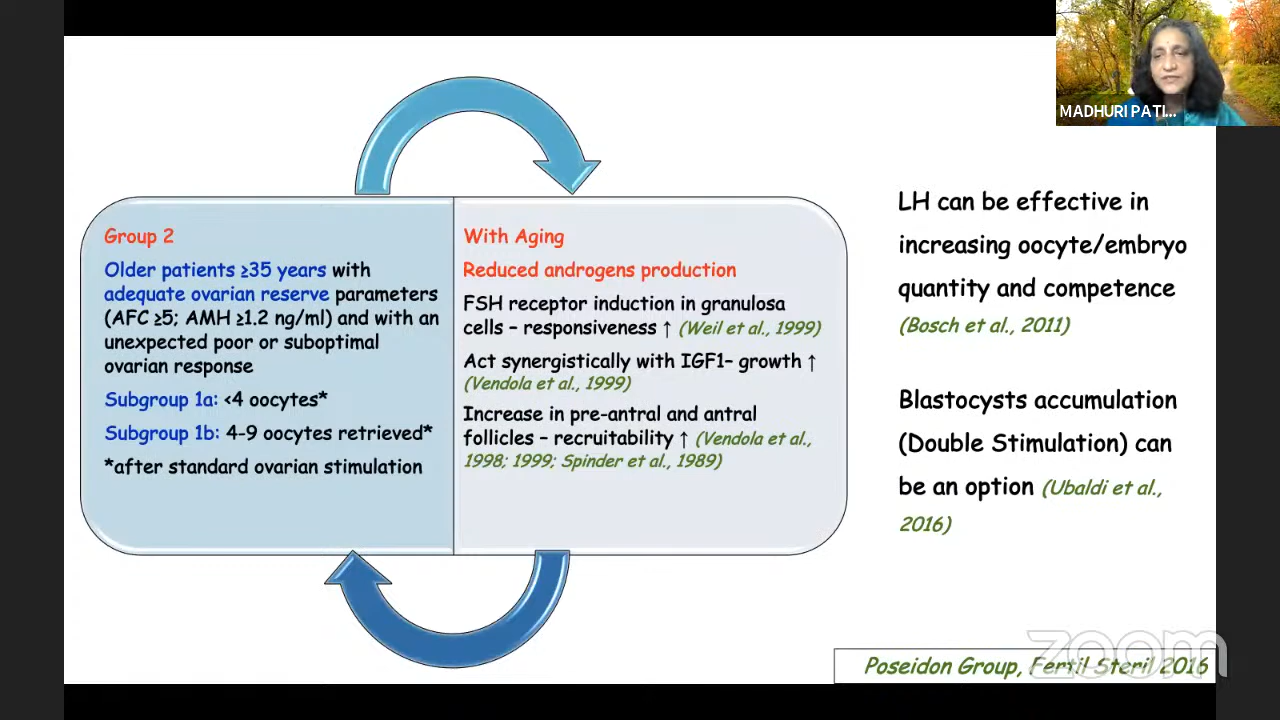 MADHURI PATI...
Group 2
Older patients ≥35 years with
adequate ovarian reserve parameters
(AFC ≥5; AMH ≥1.2 ng/ml) and with an
unexpected poor or suboptimal
ovarian response
Subgroup 1a: <4 oocytes*
Subgroup 1b: 4-9 oocytes retrieved*
*after standard ovarian stimulation
With Aging
Reduced androgens production
FSH receptor induction in granulosa
cells – responsiveness ↑ (Weil et al., 1999)
Act synergistically with IGF1– growth ↑
(Vendola et al., 1999)
Increase in pre-antral and antral
follicles – recruitability ↑ (Vendola et al.,
1998; 1999; Spinder et al., 1989)
LH can be effective in
increasing oocyte/embryo
quantity and competence
(Bosch et al., 2011)
Blastocysts accumulation
(Double Stimulation) can
be an option (Ubaldi et al.,
2016)
Poseidon Group, Fertil Steril 2016
zoom